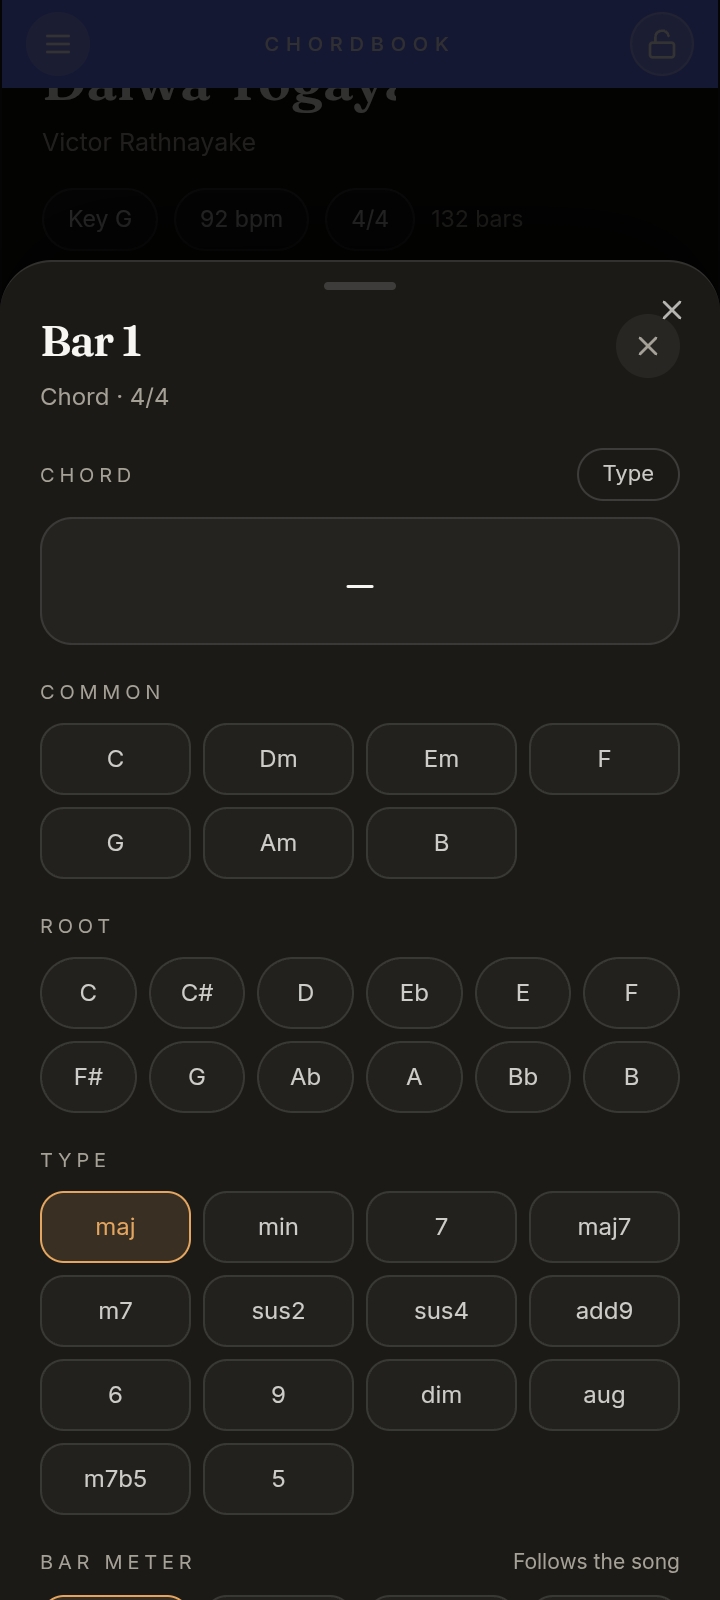 CHORDBOOK
Daiwa Yogaya
Victor Rathnayake
Key G 92 bpm 4/4 132 bars
Bar 1
Chord · 4/4
CHORD Type
—
COMMON
C Dm Em F
G Am B
ROOT
C C# D Eb E F
F# G Ab A Bb B
TYPE
maj min 7 maj7
m7 sus2 sus4 add9
6 9 dim aug
m7b5 5
BAR METER Follows the song